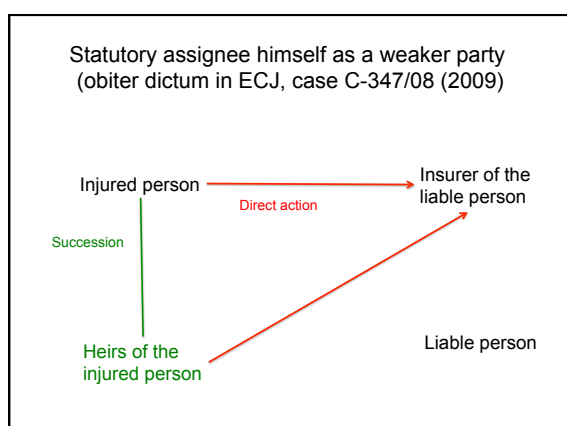 Statutory assignee himself as a weaker party
(obiter dictum in ECJ, case C-347/08 (2009)
Injured person
Direct action
Insurer of the
liable person
Succession
Heirs of the
injured person
Liable person